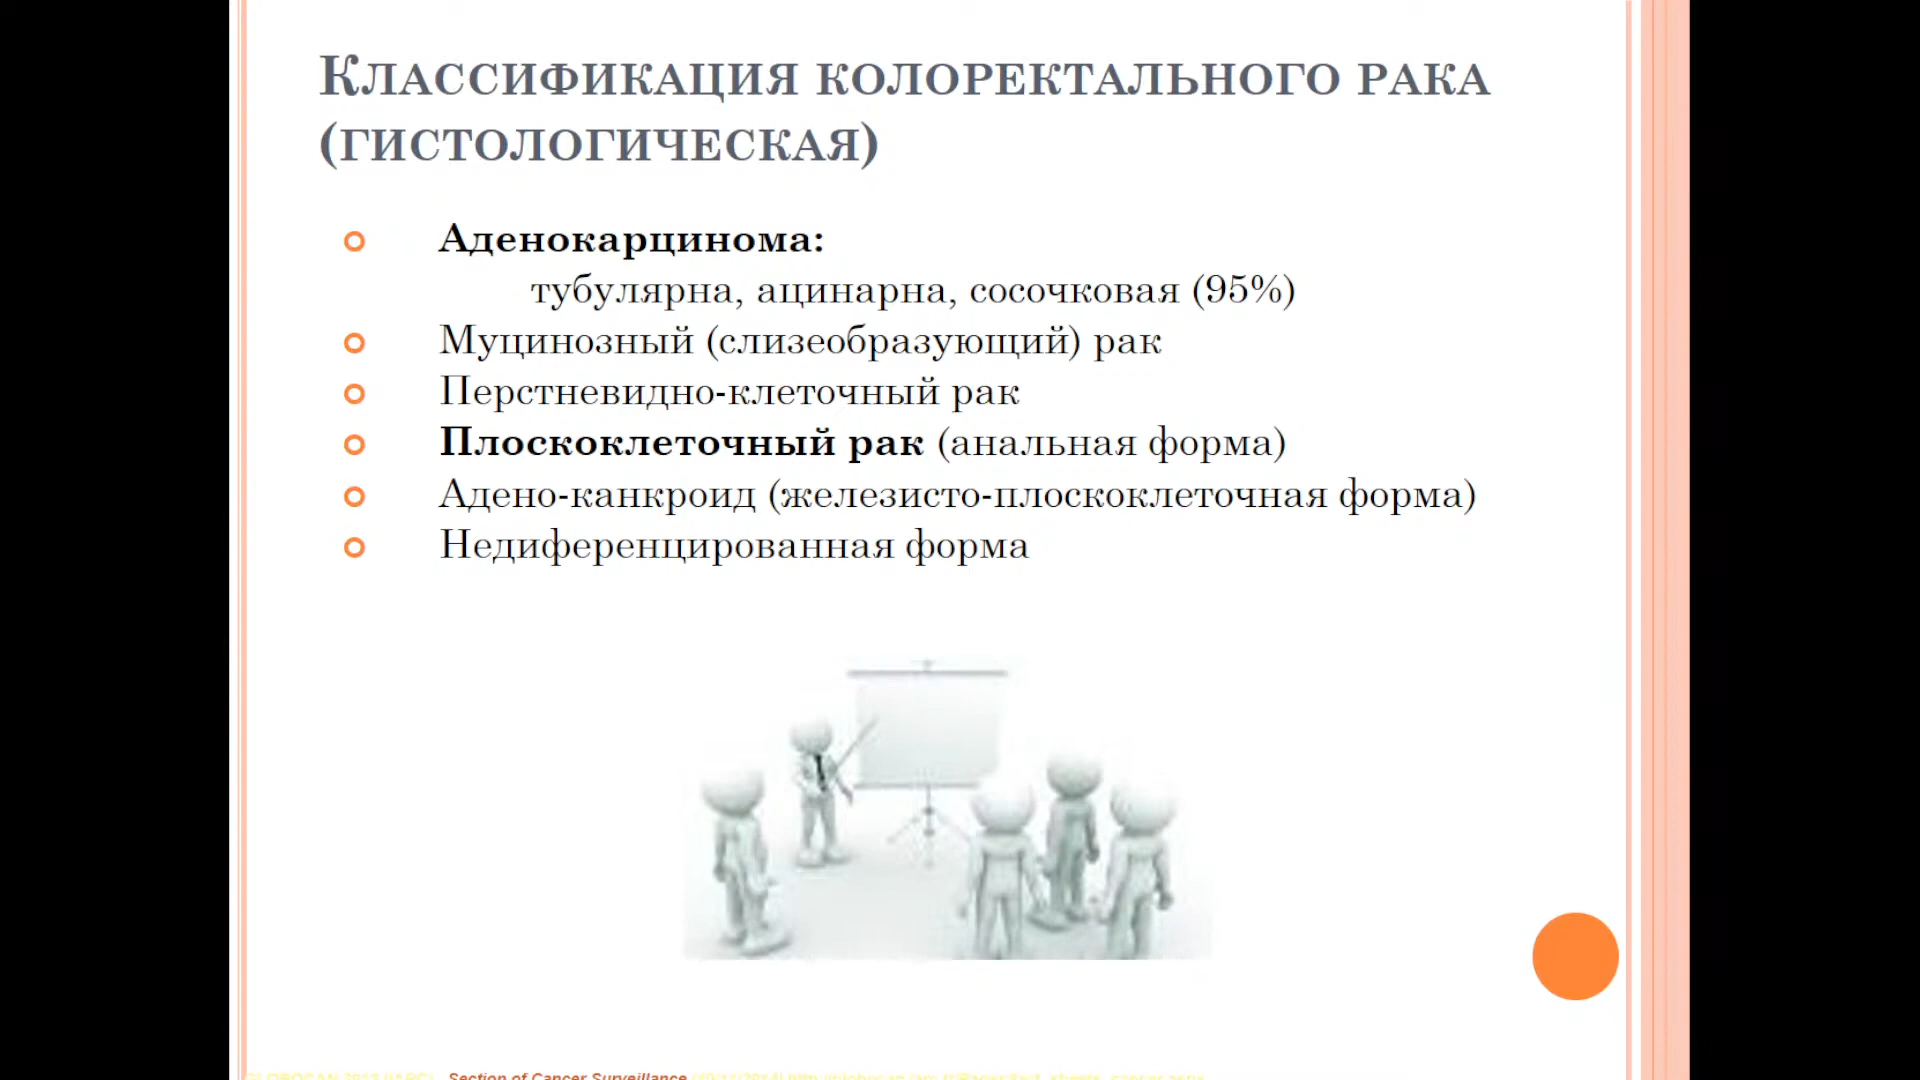 Классификация колоректального рака
(гистологическая)
Аденокарцинома:
тубулярна, ацинарна, сосочковая (95%)
Муцинозный (слизеобразующий) рак
Перстневидно-клеточный рак
Плоскоклеточный рак (анальная форма)
Адено-канкроид (железисто-плоскоклеточная форма)
Недиференцированная форма
Section of Cancer Surveillance